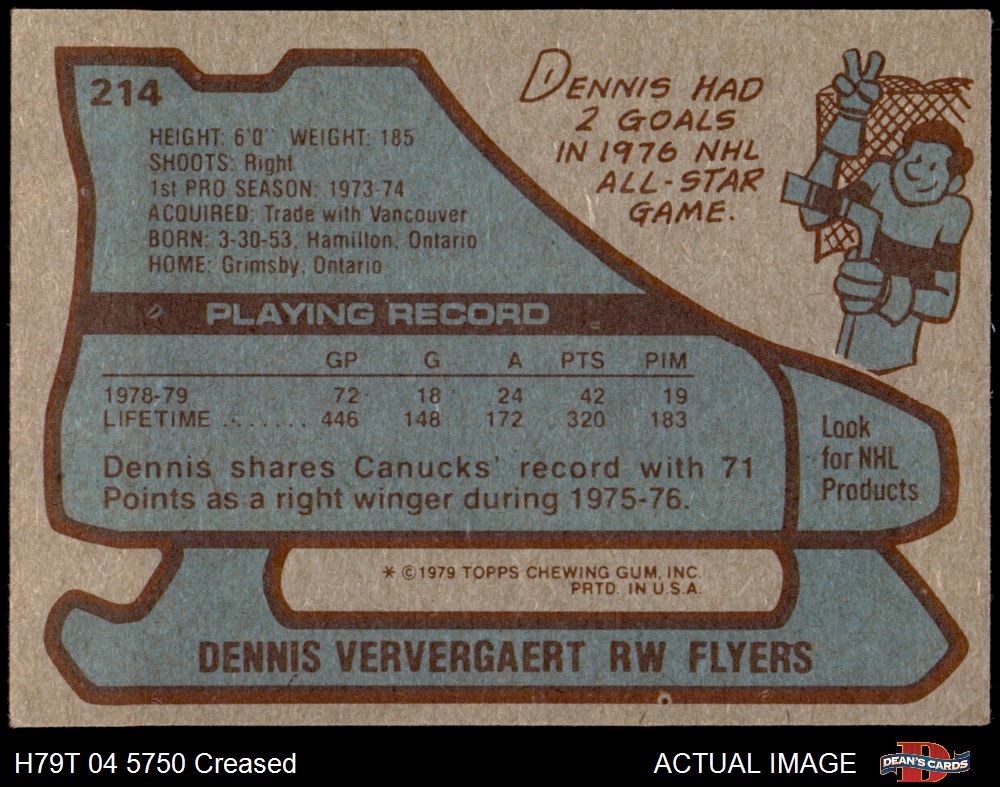 214
HEIGHT: 6'0" WEIGHT: 185
SHOOTS: Right
1st PRO SEASON: 1973-74
ACQUIRED: Trade with Vancouver
BORN: 3-30-53, Hamilton, Ontario
HOME: Grimsby, Ontario
DENNIS HAD
2 GOALS
IN 1976 NHL
ALL-STAR
GAME.
PLAYING RECORD
GP G A PTS PIM
1978-79 72 18 24 42 19
LIFETIME ....... 446 148 172 320 183
Dennis shares Canucks' record with 71
Points as a right winger during 1975-76.
Look
for NHL
Products
* © 1979 TOPPS CHEWING GUM, INC.
PRTD. IN U.S.A.
DENNIS VERVERGAERT RW FLYERS
H79T 04 5750 Creased
ACTUAL IMAGE
D
DEAN'S CARDS